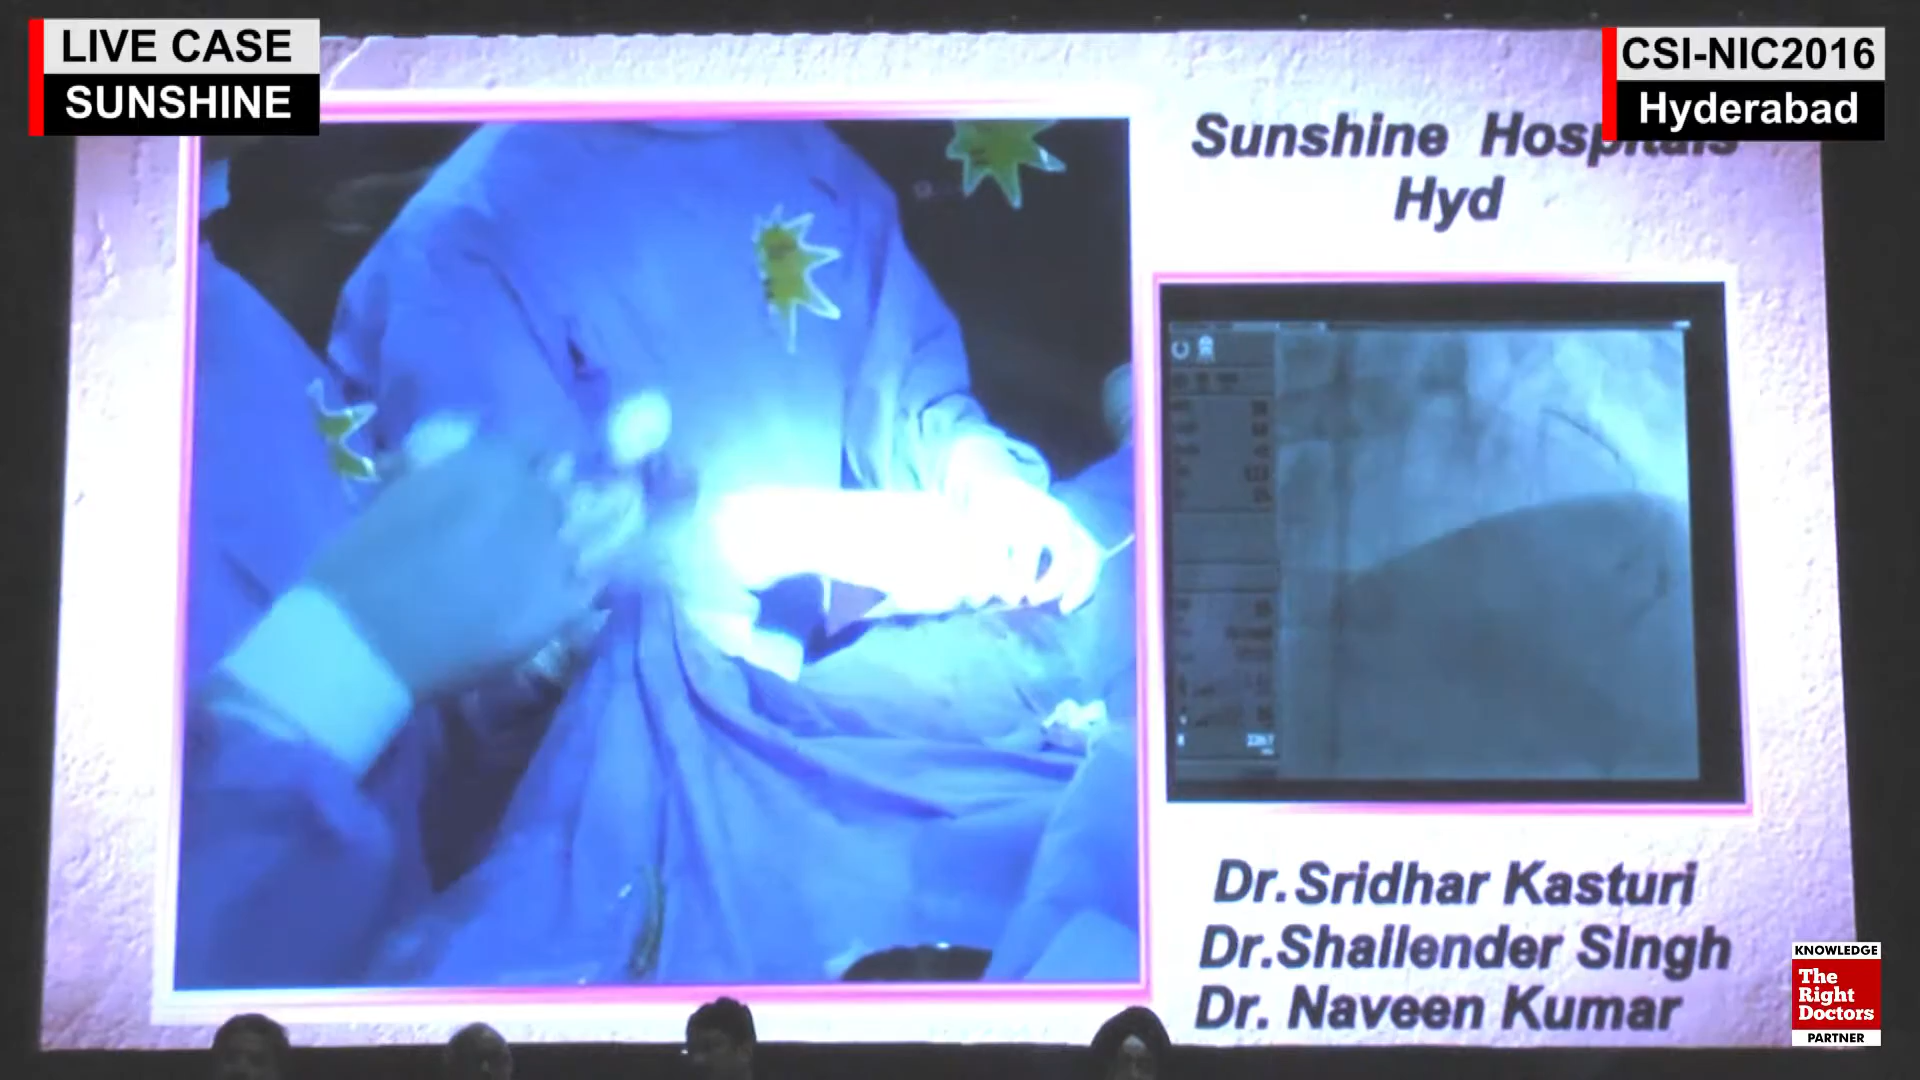 LIVE CASE
SUNSHINE
CSI-NIC2016
Hyderabad
Sunshine Hospitals
Hyd
Dr.Sridhar Kasturi
Dr.Shailender Singh
Dr. Naveen Kumar
KNOWLEDGE
The
Right
Doctors
PARTNER